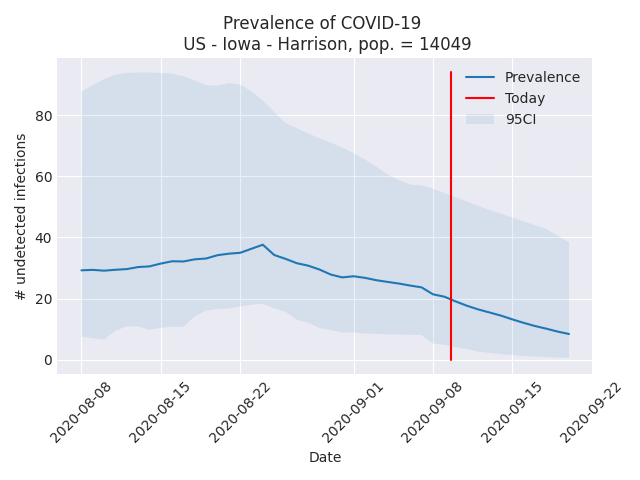 Prevalence of COVID-19
US - Iowa - Harrison, pop. = 14049
Prevalence
Today
95CI
# undetected infections
80
60
40
20
0
2020-08-08
2020-08-15
2020-08-22
2020-09-01
2020-09-08
2020-09-15
2020-09-22
Date